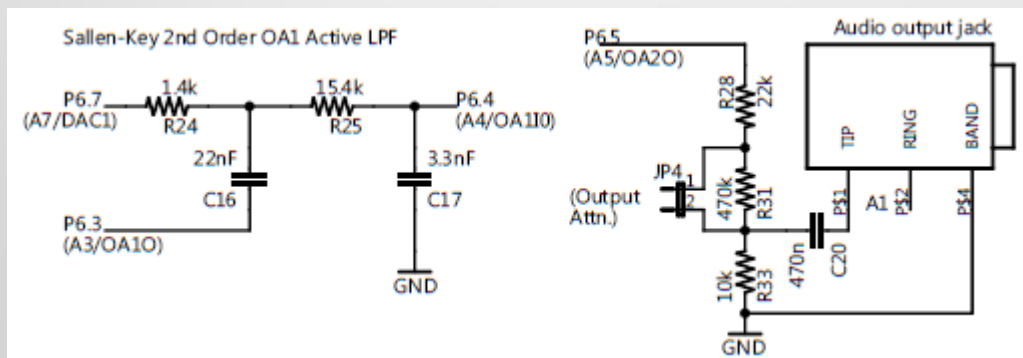 Sallen-Key 2nd Order OA1 Active LPF
P6.7
(A7/DAC1)
1.4k
R24
15.4k
R25
P6.4
(A4/OA1I0)
22nF
C16
3.3nF
C17
P6.3
(A3/OA1O)
GND
P6.5
(A5/OA2O)
R28
22k
JP4
1
2
(Output
Attn.)
470k
R31
10k
R33
GND
470n
C20
Audio output jack
TIP
RING
BAND
P$1
A1
P$2
P$4